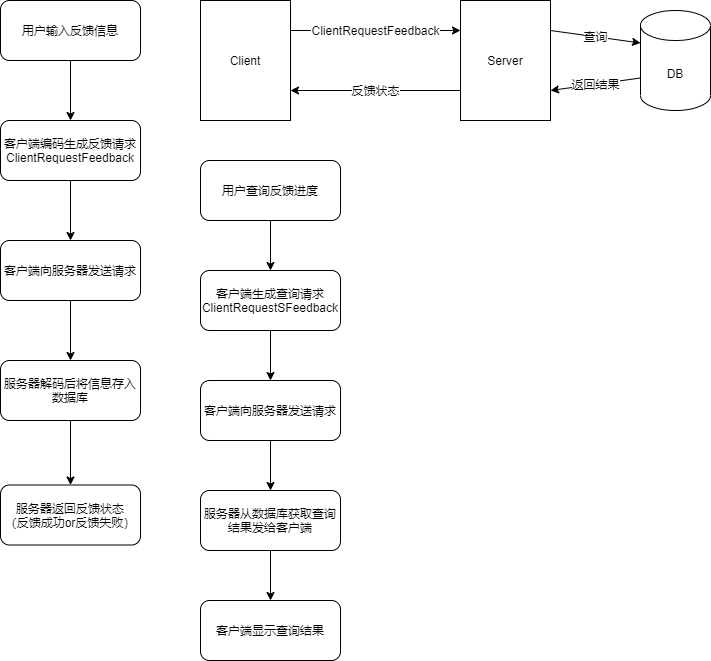 用户输入反馈信息
客户端编码生成反馈请求
ClientRequestFeedback
客户端向服务器发送请求
服务器解码后将信息存入
数据库
服务器返回反馈状态
（反馈成功or反馈失败）
Client
ClientRequestFeedback
反馈状态
Server
查询
返回结果
DB
用户查询反馈进度
客户端生成查询请求
ClientRequestSFeedback
客户端向服务器发送请求
服务器从数据库获取查询
结果发给客户端
客户端显示查询结果